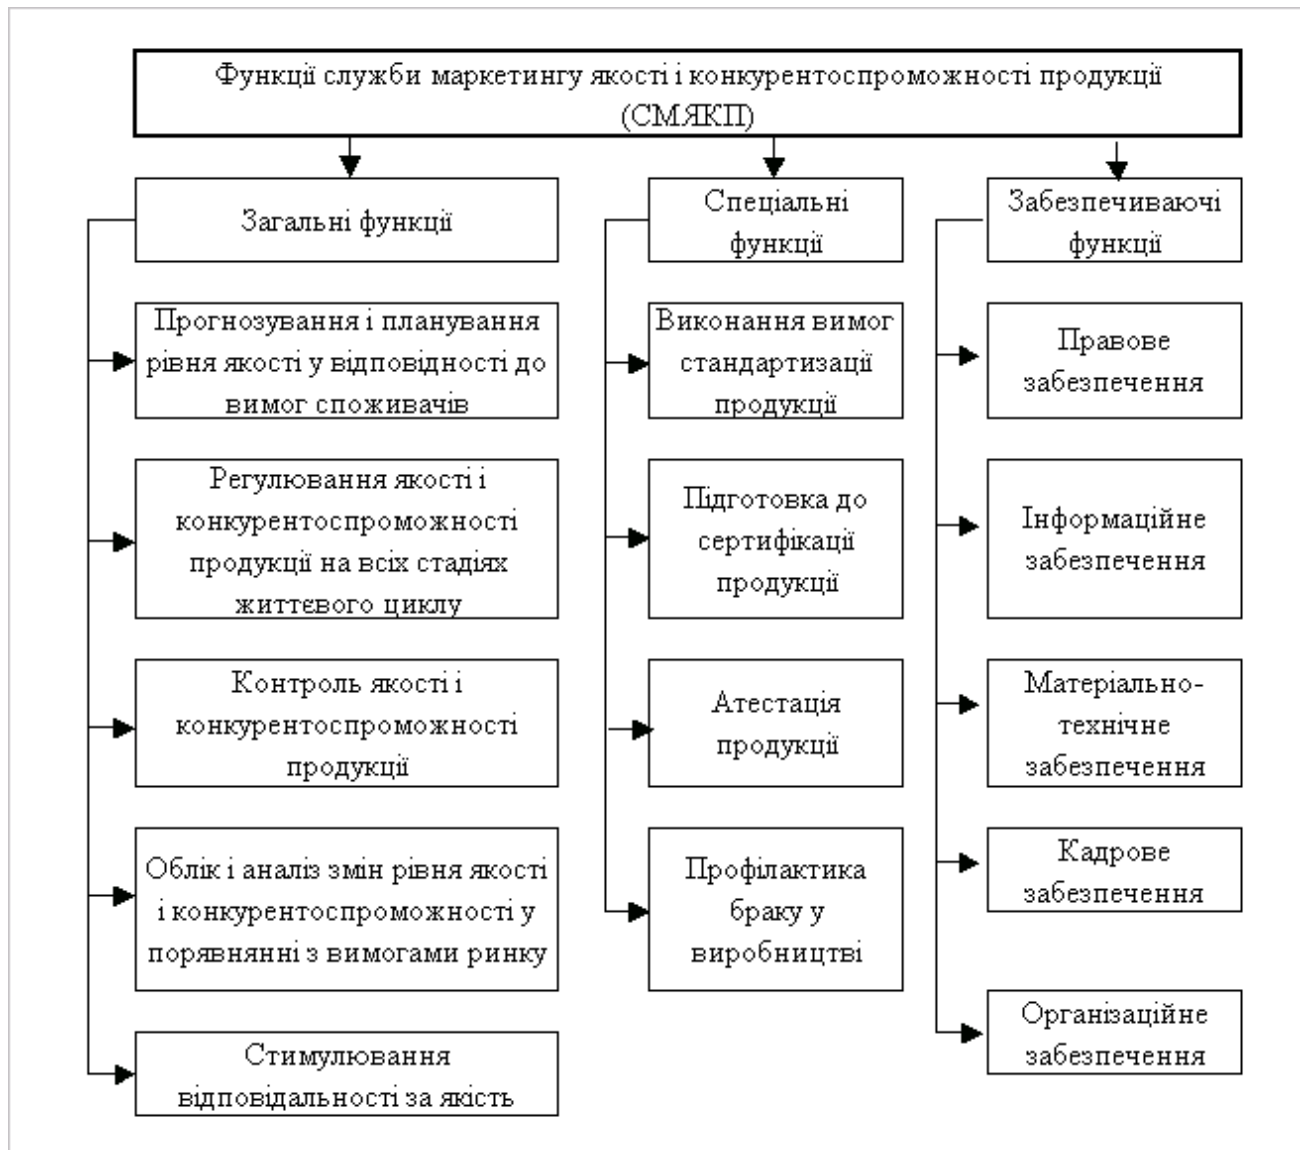 Функції служби маркетингу якості і конкурентоспроможності продукції
(СМЯКП)
Загальні функції
Прогнозування і планування
рівня якості у відповідності до
вимог споживачів
Регулювання якості і
конкурентоспроможності
продукції на всіх стадіях
життєвого циклу
Контроль якості і
конкурентоспроможності
продукції
Облік і аналіз змін рівня якості
і конкурентоспроможності у
порявнянні з вимогами ринку
Стимулювання
відповідальності за якість
Спеціальні
функції
Виконання вимог
стандартизації
продукції
Підготовка до
сертифікації
продукції
Атестація
продукції
Профілактика
браку у
виробництві
Забезпечиваючі
функції
Правове
забезпечення
Інформаційне
забезпечення
Матеріально-
технічне
забезпечення
Кадрове
забезпечення
Організаційне
забезпечення